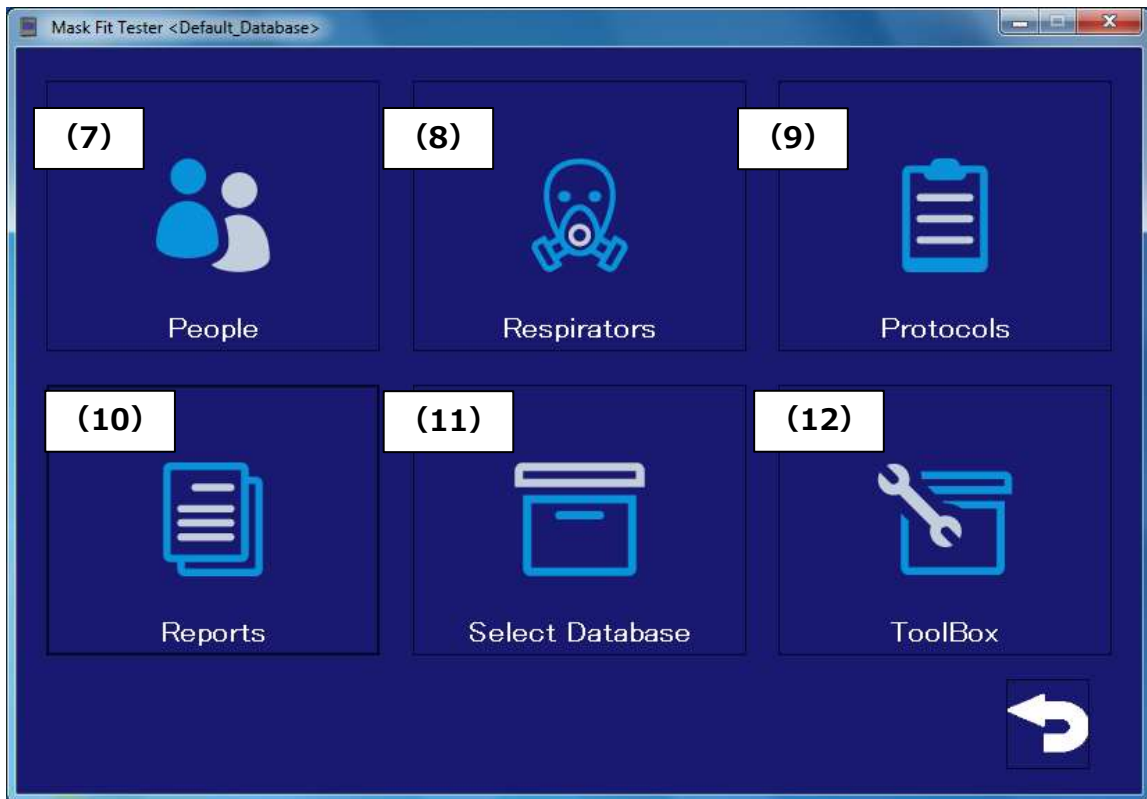 Mask Fit Tester <Default_Database>
（7）
（8）
（9）
People
Respirators
Protocols
（10）
（11）
（12）
Reports
Select Database
ToolBox